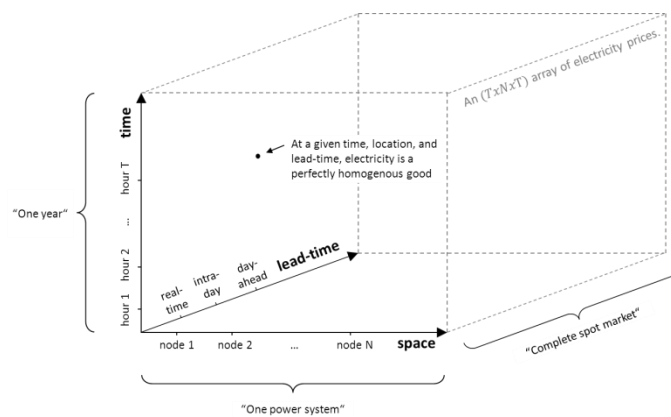 An (TxNxT) array of electricity prices.
time
At a given time, location, and
lead-time, electricity is a
perfectly homogenous good
hour T
"One year"
...
hour 2
hour 1
lead-time
day-
ahead
intra-
day
real-
time
node 1
node 2
...
node N
space
"Complete spot market"
"One power system"